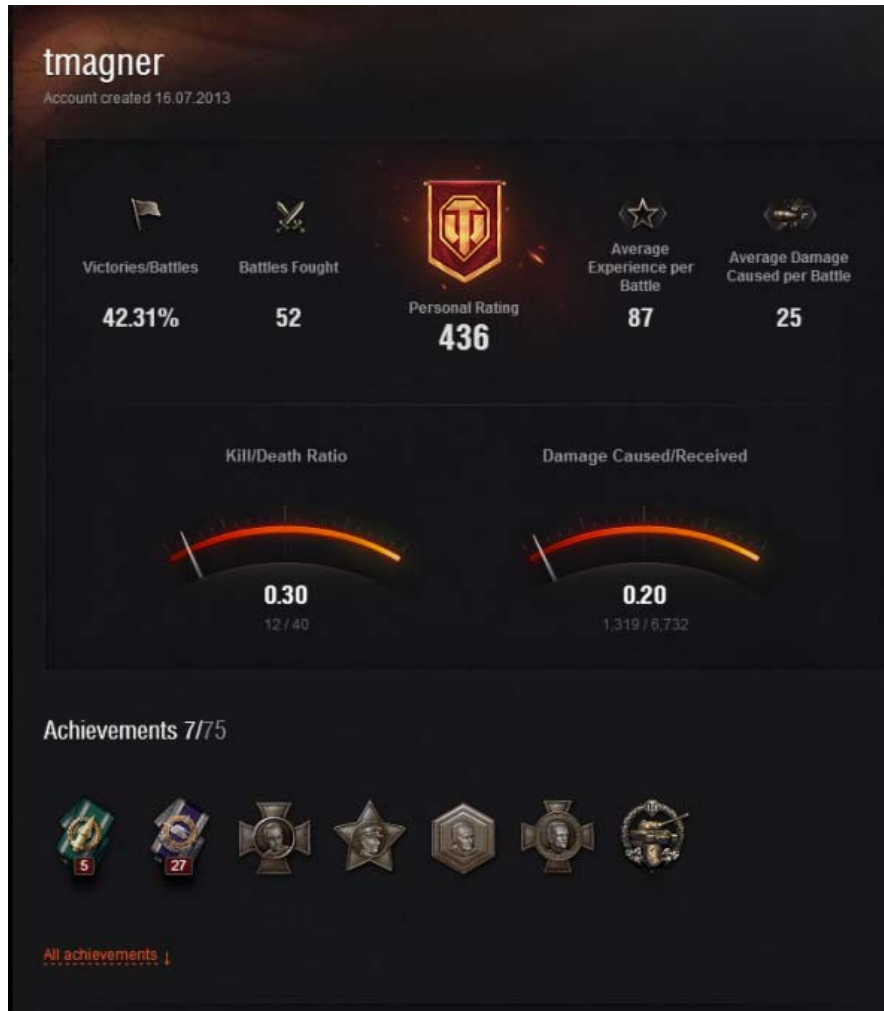 tmagner
Account created 16.07.2013
Victories/Battles
42.31%
Battles Fought
52
Personal Rating
436
Average
Experience per
Battle
87
Average Damage
Caused per Battle
25
Kill/Death Ratio
0.30
12 / 40
Damage Caused/Received
0.20
1,319 / 6,732
Achievements 7/75
5
27
All achievements ↓